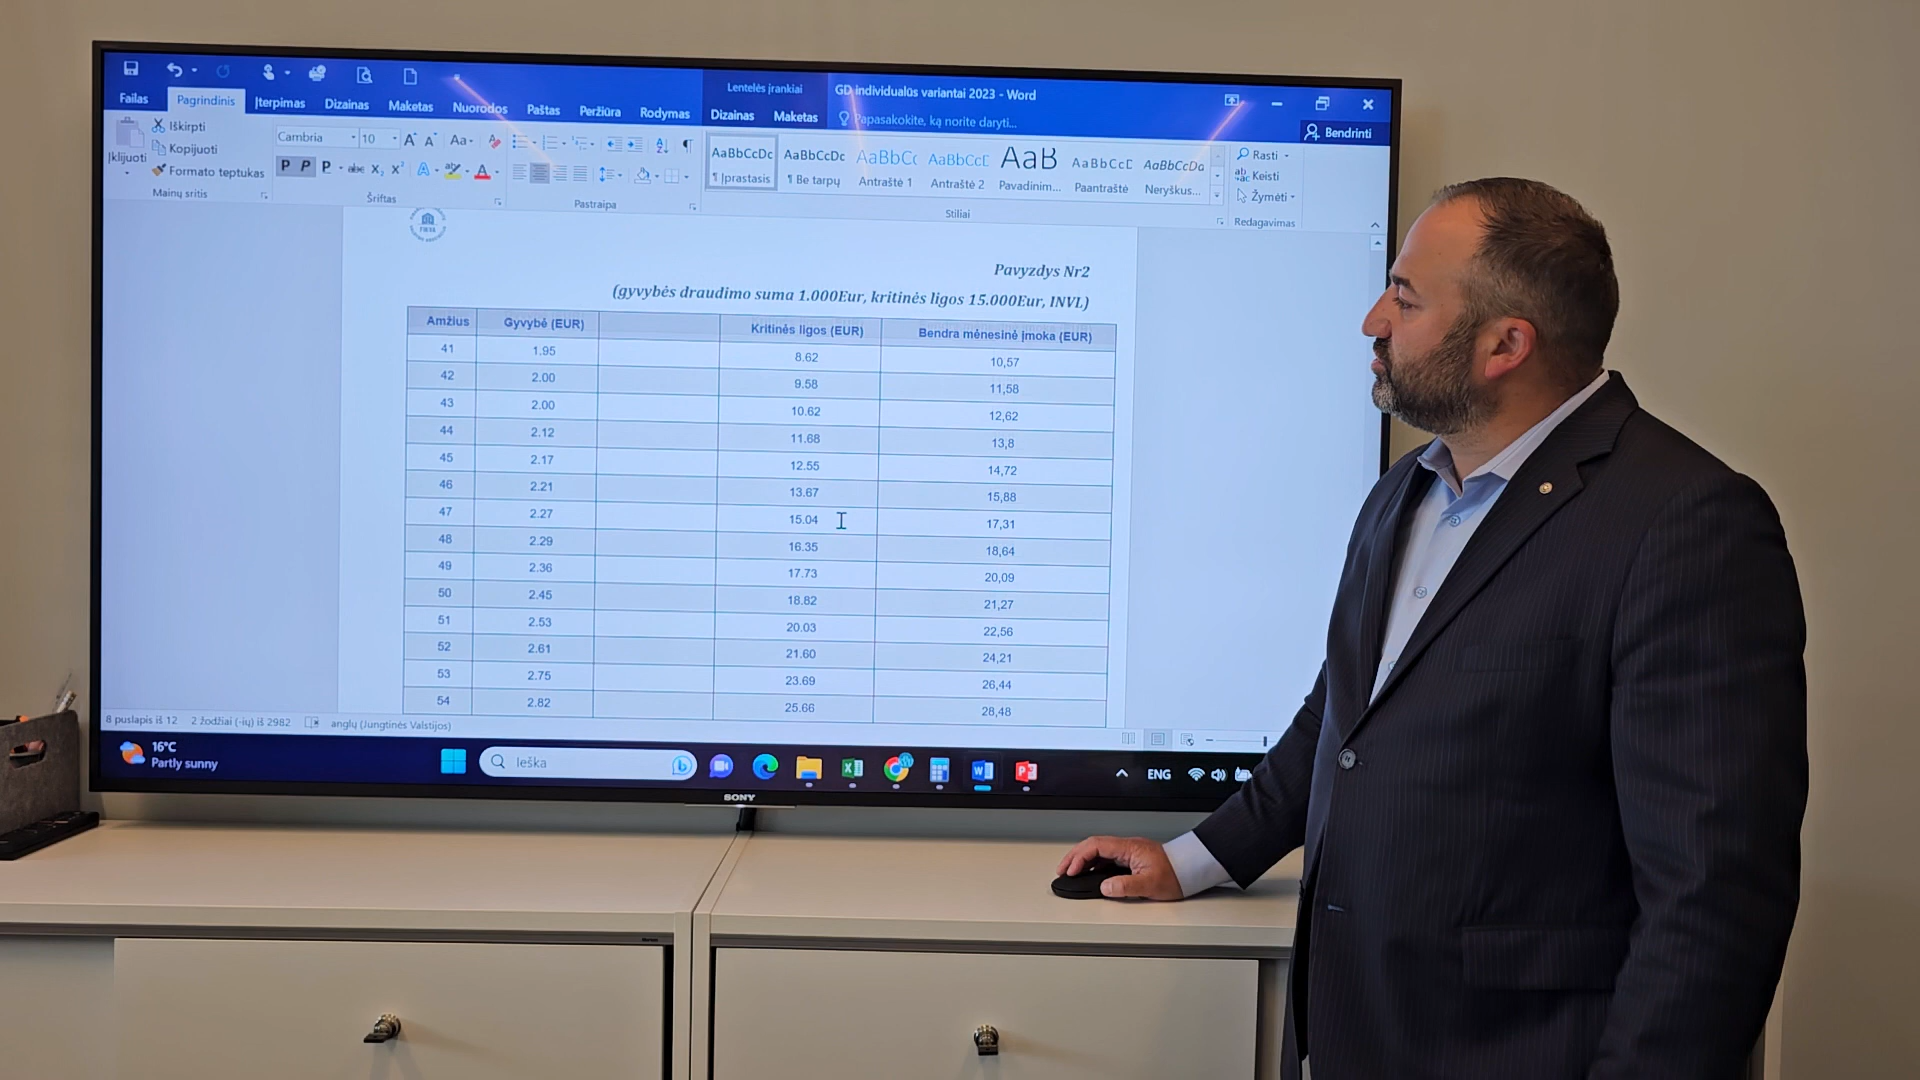 Lentelės įrankiai
GD individualūs variantai 2023 - Word
Failas Pagrindinis Įterpimas Dizainas Maketas Nuorodos Paštas Peržiūra Rodymas Dizainas Maketas Papasakokite, ką norite daryti... Bendrinti
Įklijuoti
Iškirpti
Kopijuoti
Formato teptukas
Mainų sritis
Cambria 10
Šriftas
Pastraipa
AaBbCcDc AaBbCcDc AaBbCc AaBbCcE AaB AaBbCcC AaBbCcDa
¶ Įprastasis ¶ Be tarpų Antraštė 1 Antraštė 2 Pavadinim... Paantraštė Neryškus...
Stiliai
Rasti
Keisti
Žymėti
Redagavimas
Pavyzdys Nr2
(gyvybės draudimo suma 1.000Eur, kritinės ligos 15.000Eur, INVL)
Amžius Gyvybė (EUR) Kritinės ligos (EUR) Bendra mėnesinė įmoka (EUR)
41 1.95 8.62 10,57
42 2.00 9.58 11,58
43 2.00 10.62 12,62
44 2.12 11.68 13,8
45 2.17 12.55 14,72
46 2.21 13.67 15,88
47 2.27 15.04 17,31
48 2.29 16.35 18,64
49 2.36 17.73 20,09
50 2.45 18.82 21,27
51 2.53 20.03 22,56
52 2.61 21.60 24,21
53 2.75 23.69 26,44
54 2.82 25.66 28,48
8 puslapis iš 12 2 žodžiai (-ių) iš 2982 anglų (Jungtinės Valstijos)
16°C
Partly sunny
Ieška
ENG
SONY